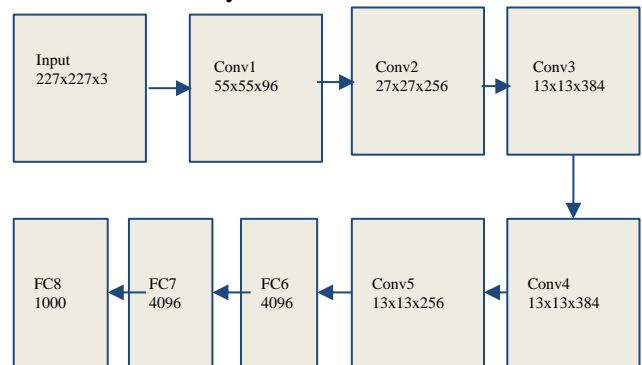 Input
227x227x3
Conv1
55x55x96
Conv2
27x27x256
Conv3
13x13x384
Conv4
13x13x384
Conv5
13x13x256
FC6
4096
FC7
4096
FC8
1000